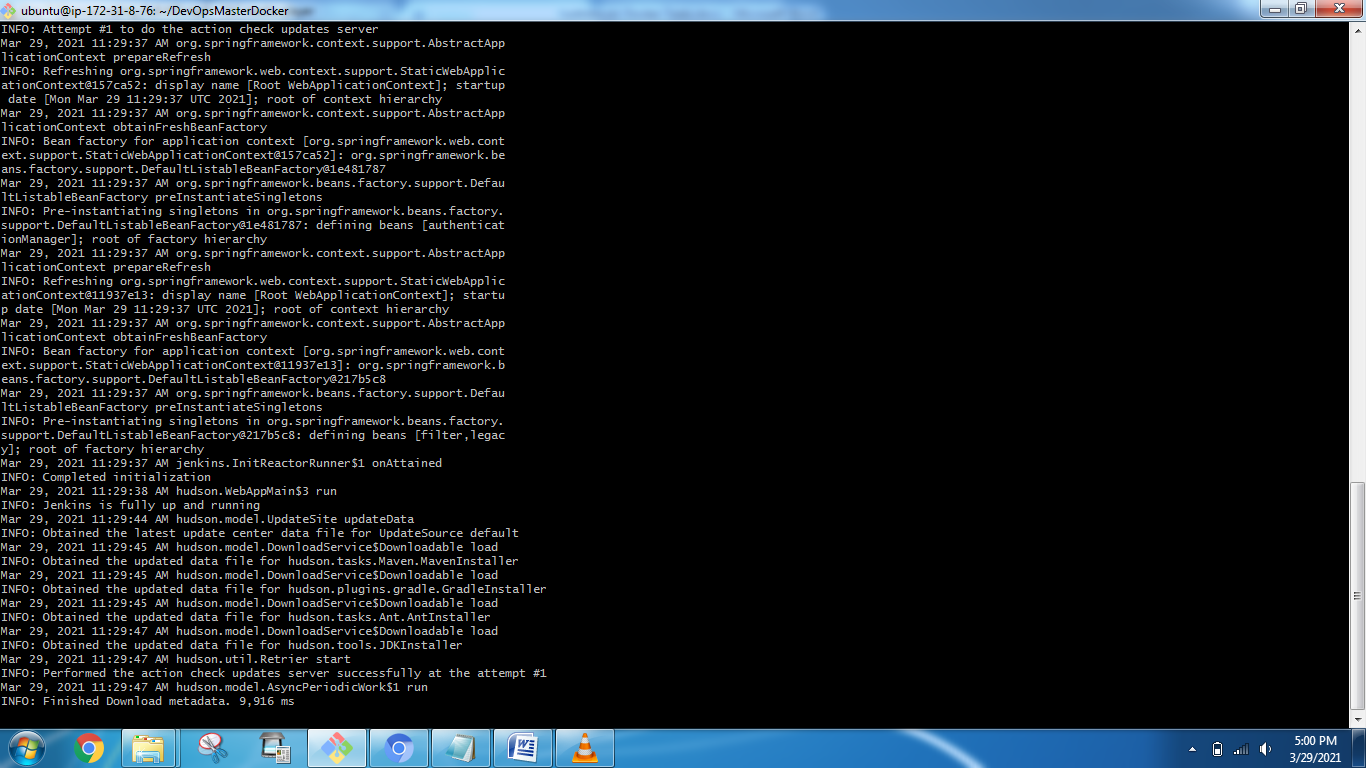 ubuntu@ip-172-31-8-76: ~/DevOpsMasterDocker
INFO: Attempt #1 to do the action check updates server
Mar 29, 2021 11:29:37 AM org.springframework.context.support.AbstractApp
licationContext prepareRefresh
INFO: Refreshing org.springframework.web.context.support.StaticWebApplic
ationContext@157ca52: display name [Root WebApplicationContext]; startup
 date [Mon Mar 29 11:29:37 UTC 2021]; root of context hierarchy
Mar 29, 2021 11:29:37 AM org.springframework.context.support.AbstractApp
licationContext obtainFreshBeanFactory
INFO: Bean factory for application context [org.springframework.web.cont
ext.support.StaticWebApplicationContext@157ca52]: org.springframework.be
ans.factory.support.DefaultListableBeanFactory@1e481787
Mar 29, 2021 11:29:37 AM org.springframework.beans.factory.support.Defau
ltListableBeanFactory preInstantiateSingletons
INFO: Pre-instantiating singletons in org.springframework.beans.factory.
support.DefaultListableBeanFactory@1e481787: defining beans [authenticat
ionManager]; root of factory hierarchy
Mar 29, 2021 11:29:37 AM org.springframework.context.support.AbstractApp
licationContext prepareRefresh
INFO: Refreshing org.springframework.web.context.support.StaticWebApplic
ationContext@11937e13: display name [Root WebApplicationContext]; startu
p date [Mon Mar 29 11:29:37 UTC 2021]; root of context hierarchy
Mar 29, 2021 11:29:37 AM org.springframework.context.support.AbstractApp
licationContext obtainFreshBeanFactory
INFO: Bean factory for application context [org.springframework.web.cont
ext.support.StaticWebApplicationContext@11937e13]: org.springframework.b
eans.factory.support.DefaultListableBeanFactory@217b5c8
Mar 29, 2021 11:29:37 AM org.springframework.beans.factory.support.Defau
ltListableBeanFactory preInstantiateSingletons
INFO: Pre-instantiating singletons in org.springframework.beans.factory.
support.DefaultListableBeanFactory@217b5c8: defining beans [filter,legac
y]; root of factory hierarchy
Mar 29, 2021 11:29:37 AM jenkins.InitReactorRunner$1 onAttained
INFO: Completed initialization
Mar 29, 2021 11:29:38 AM hudson.WebAppMain$3 run
INFO: Jenkins is fully up and running
Mar 29, 2021 11:29:44 AM hudson.model.UpdateSite updateData
INFO: Obtained the latest update center data file for UpdateSource default
Mar 29, 2021 11:29:45 AM hudson.model.DownloadService$Downloadable load
INFO: Obtained the updated data file for hudson.tasks.Maven.MavenInstaller
Mar 29, 2021 11:29:45 AM hudson.model.DownloadService$Downloadable load
INFO: Obtained the updated data file for hudson.plugins.gradle.GradleInstaller
Mar 29, 2021 11:29:45 AM hudson.model.DownloadService$Downloadable load
INFO: Obtained the updated data file for hudson.tasks.Ant.AntInstaller
Mar 29, 2021 11:29:47 AM hudson.model.DownloadService$Downloadable load
INFO: Obtained the updated data file for hudson.tools.JDKInstaller
Mar 29, 2021 11:29:47 AM hudson.util.Retrier start
INFO: Performed the action check updates server successfully at the attempt #1
Mar 29, 2021 11:29:47 AM hudson.model.AsyncPeriodicWork$1 run
INFO: Finished Download metadata. 9,916 ms
5:00 PM
3/29/2021